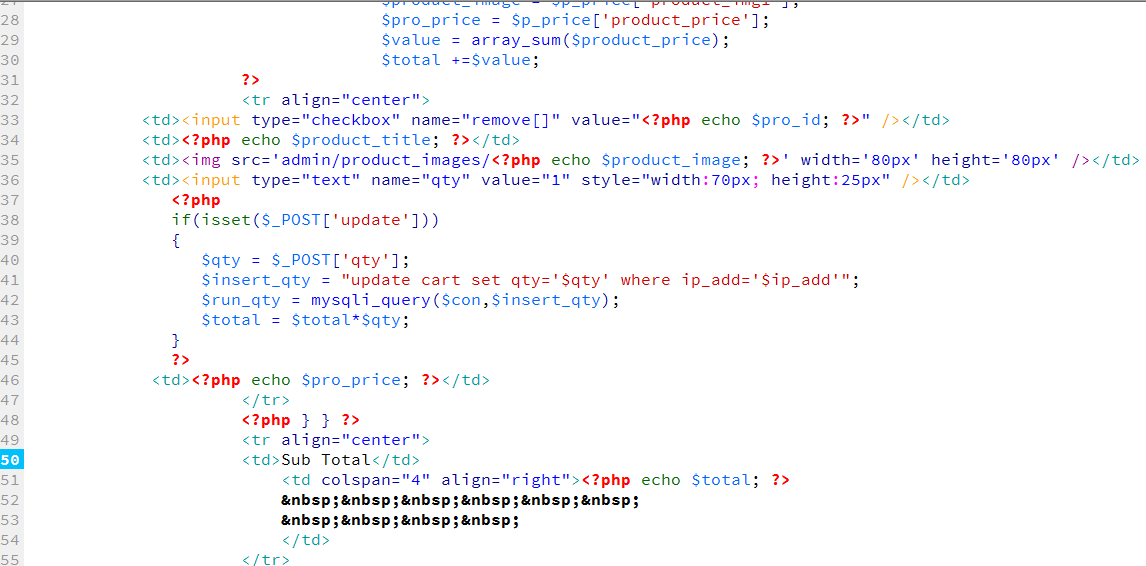 27 $product_image = $p_price['product_img1'];
28 $pro_price = $p_price['product_price'];
29 $value = array_sum($product_price);
30 $total +=$value;
31 ?>
32 <tr align="center">
33 <td><input type="checkbox" name="remove[]" value="<?php echo $pro_id; ?>" /></td>
34 <td><?php echo $product_title; ?></td>
35 <td><img src='admin/product_images/<?php echo $product_image; ?>' width='80px' height='80px' /></td>
36 <td><input type="text" name="qty" value="1" style="width:70px; height:25px" /></td>
37 <?php
38 if(isset($_POST['update']))
39 {
40 $qty = $_POST['qty'];
41 $insert_qty = "update cart set qty='$qty' where ip_add='$ip_add'";
42 $run_qty = mysqli_query($con,$insert_qty);
43 $total = $total*$qty;
44 }
45 ?>
46 <td><?php echo $pro_price; ?></td>
47 </tr>
48 <?php } } ?>
49 <tr align="center">
50 <td>Sub Total</td>
51 <td colspan="4" align="right"><?php echo $total; ?>
52 &nbsp;&nbsp;&nbsp;&nbsp;&nbsp;&nbsp;
53 &nbsp;&nbsp;&nbsp;&nbsp;
54 </td>
55 </tr>